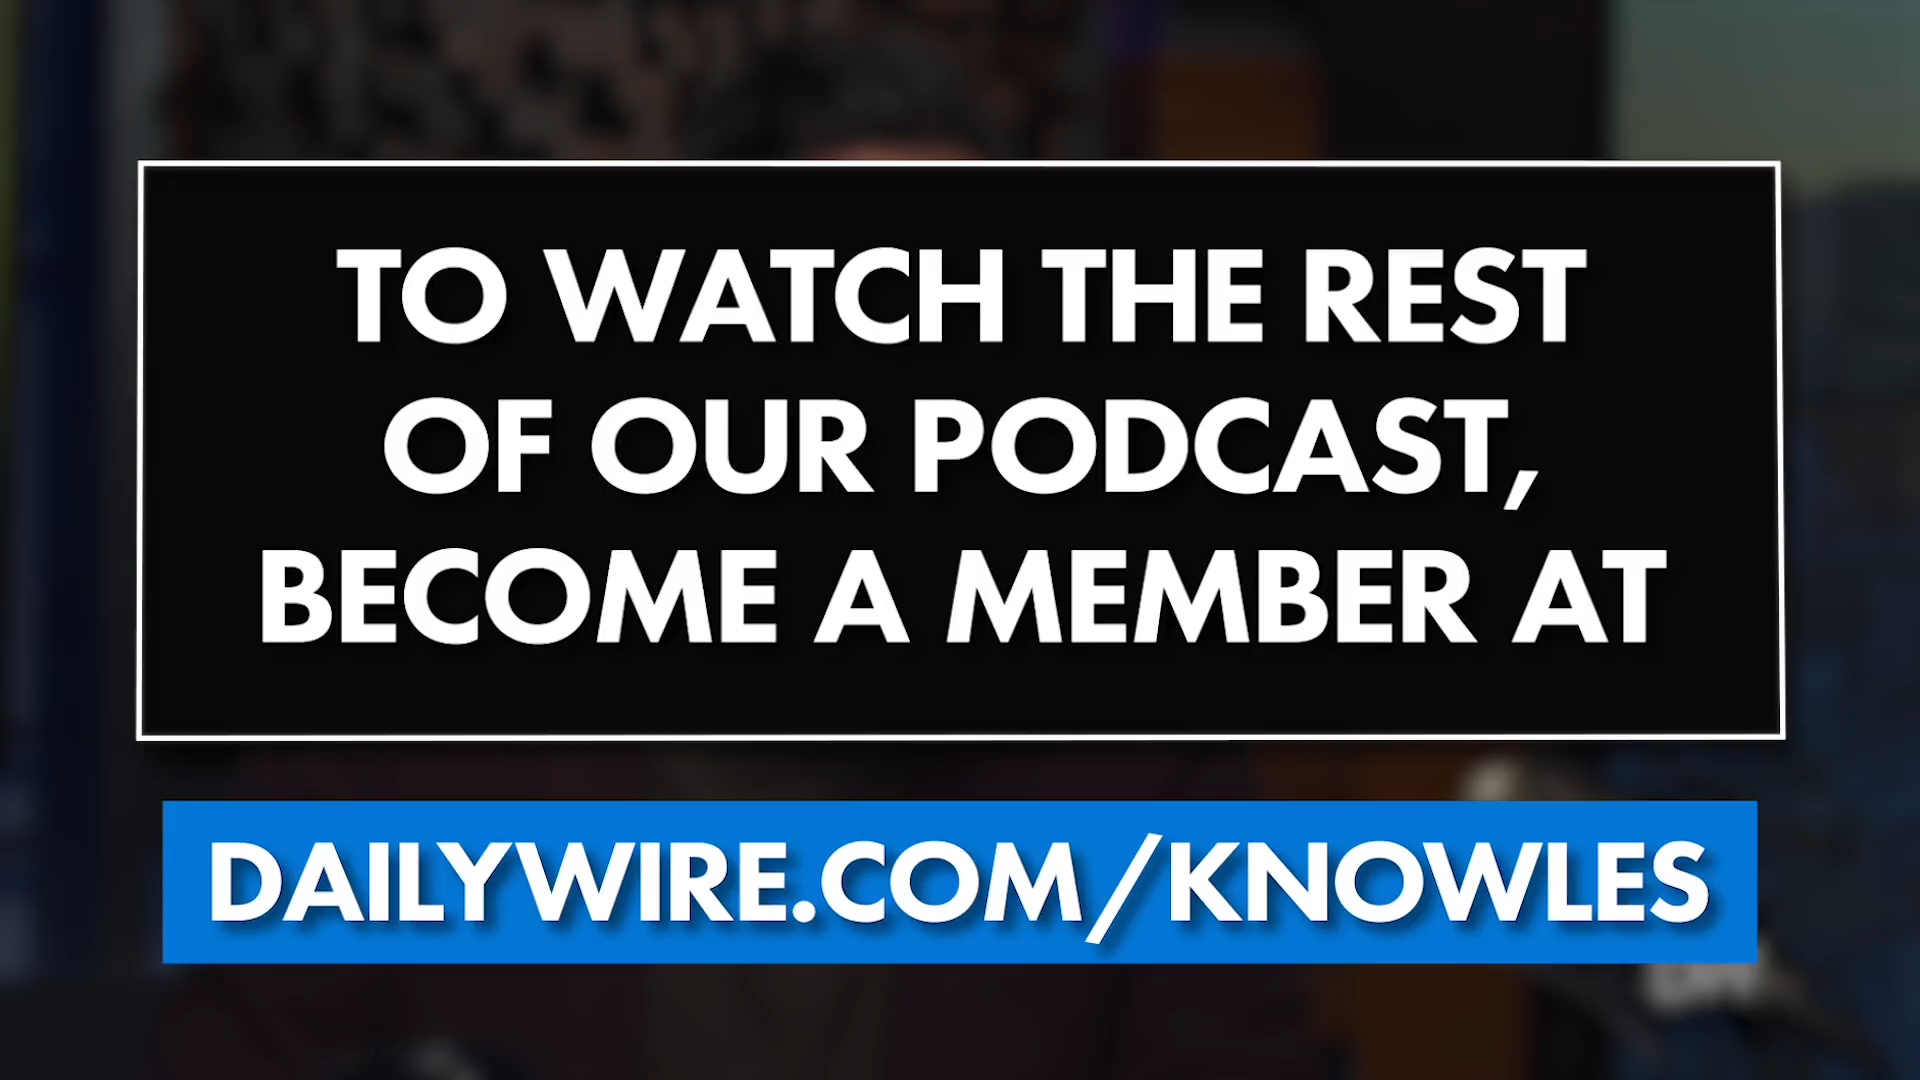 TO WATCH THE REST
OF OUR PODCAST,
BECOME A MEMBER AT
DAILYWIRE.COM/KNOWLES